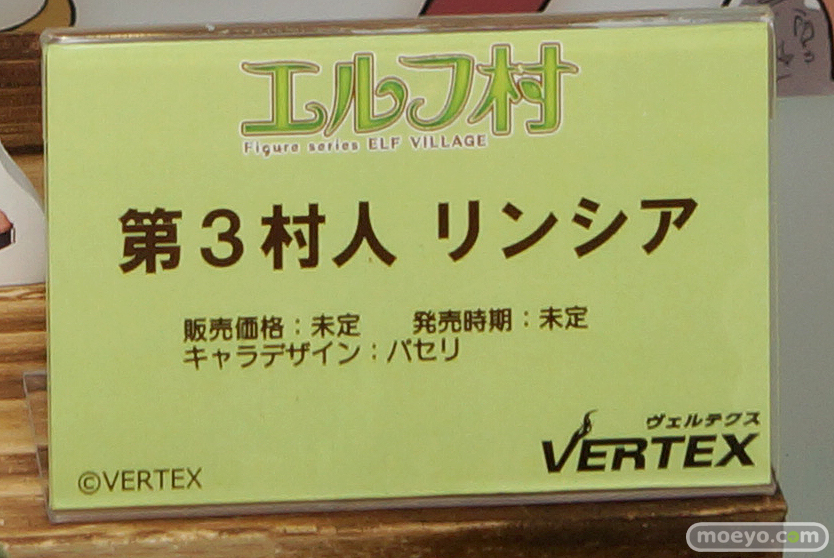 エルフ村
Figure series ELF VILLAGE
第3村人 リンシア
販売価格：未定　　発売時期：未定
キャラデザイン：パセリ
ヴェルテクス
VERTEX
©VERTEX
moeyo.com